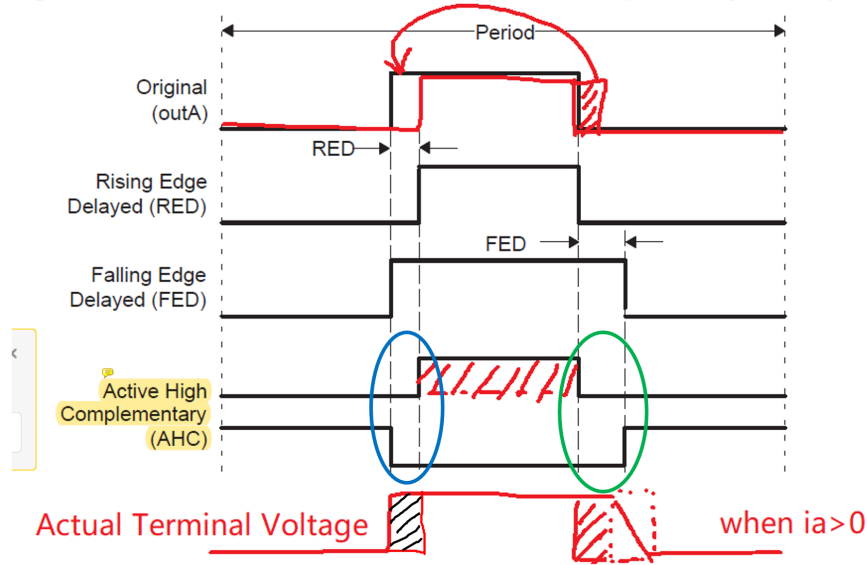 Period
Original
(outA)
RED
Rising Edge
Delayed (RED)
FED
Falling Edge
Delayed (FED)
Active High
Complementary
(AHC)
Actual Terminal Voltage
when ia>0